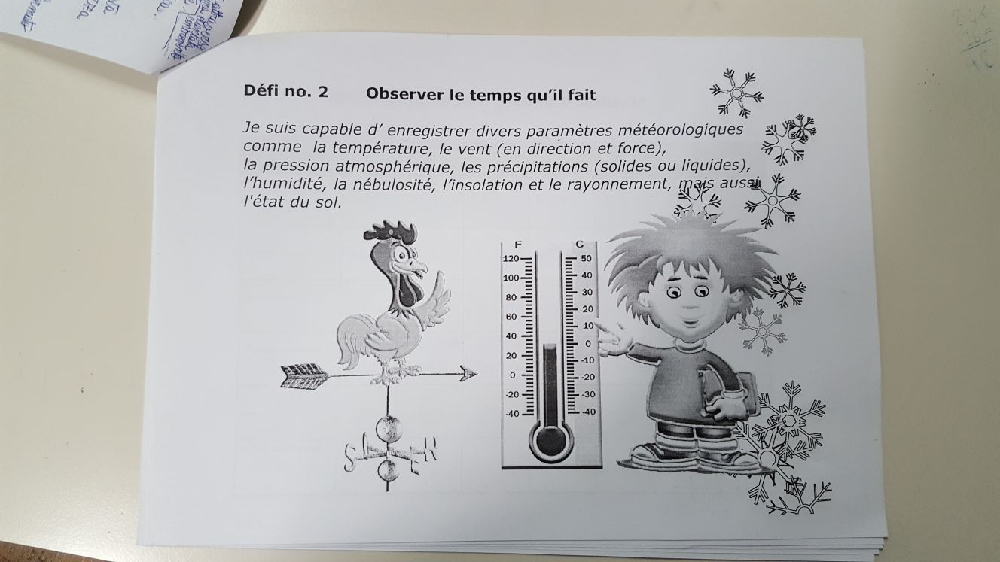 Défi no. 2 Observer le temps qu'il fait
Je suis capable d' enregistrer divers paramètres météorologiques
comme la température, le vent (en direction et force),
la pression atmosphérique, les précipitations (solides ou liquides),
l'humidité, la nébulosité, l'insolation et le rayonnement, mais aussi
l'état du sol.
F C
120 50
100 40
80 30
60 20
40 10
20 0
0 -10
-20 -20
-40 -30
-40
S